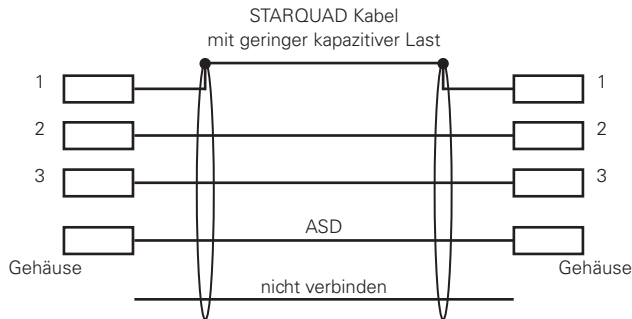 STARQUAD Kabel
mit geringer kapazitiver Last
1 1
2 2
3 3
ASD
Gehäuse Gehäuse
nicht verbinden